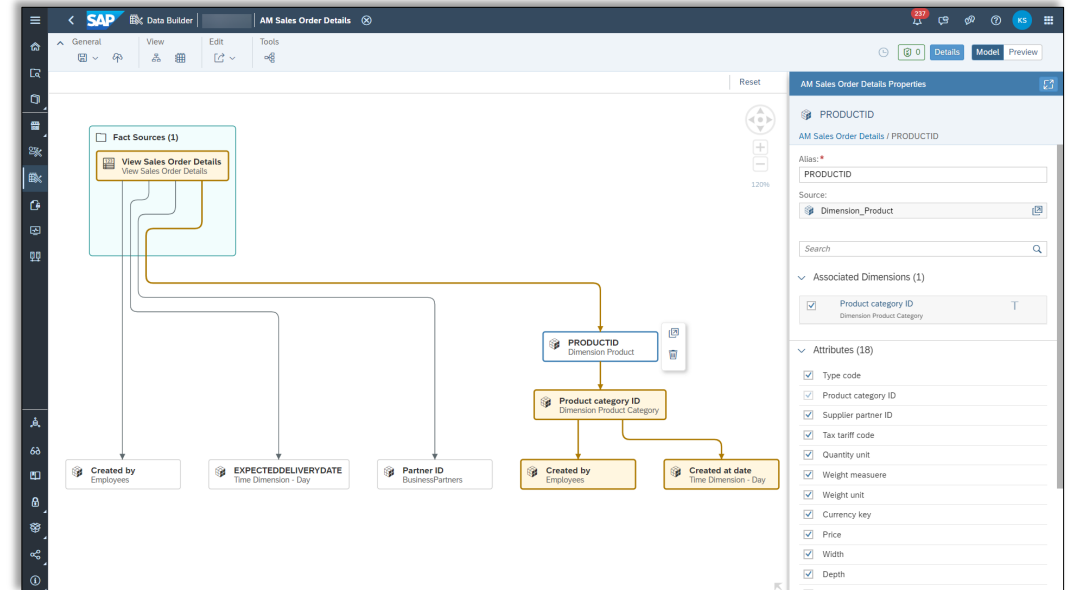 SAP
Data Builder
AM Sales Order Details
237
KS
General
View
Edit
Tools
0
Details
Model
Preview
Reset
120%
Fact Sources (1)
View Sales Order Details
View Sales Order Details
PRODUCTID
Dimension Product
Product category ID
Dimension Product Category
Created by
Employees
EXPECTEDDELIVERYDATE
Time Dimension - Day
Partner ID
BusinessPartners
Created by
Employees
Created at date
Time Dimension - Day
AM Sales Order Details Properties
PRODUCTID
AM Sales Order Details / PRODUCTID
Alias:*
PRODUCTID
Source:
Dimension_Product
Search
Associated Dimensions (1)
Product category ID
Dimension Product Category
Attributes (18)
Type code
Product category ID
Supplier partner ID
Tax tariff code
Quantity unit
Weight measuere
Weight unit
Currency key
Price
Width
Depth